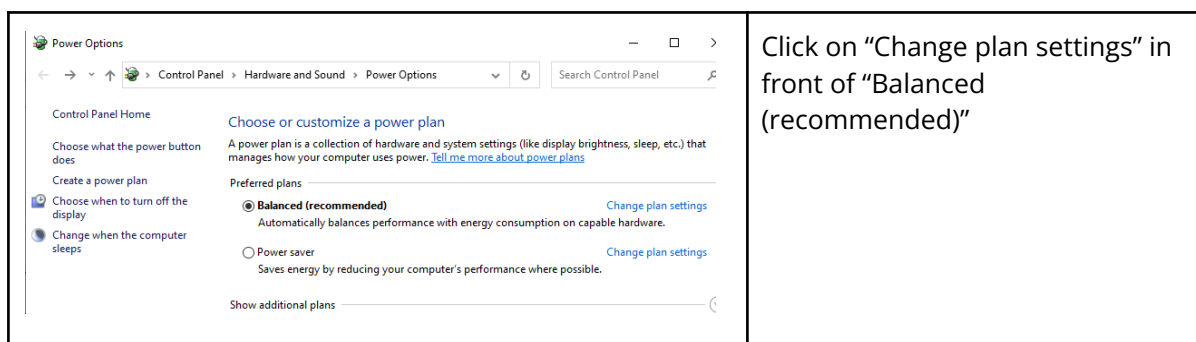 Power Options
Control Panel > Hardware and Sound > Power Options
Search Control Panel
Control Panel Home
Choose what the power button
does
Create a power plan
Choose when to turn off the
display
Change when the computer
sleeps
Choose or customize a power plan
A power plan is a collection of hardware and system settings (like display brightness, sleep, etc.) that
manages how your computer uses power. Tell me more about power plans
Preferred plans
Balanced (recommended) Change plan settings
Automatically balances performance with energy consumption on capable hardware.
Power saver Change plan settings
Saves energy by reducing your computer's performance where possible.
Show additional plans
Click on “Change plan settings” in
front of “Balanced
(recommended)”